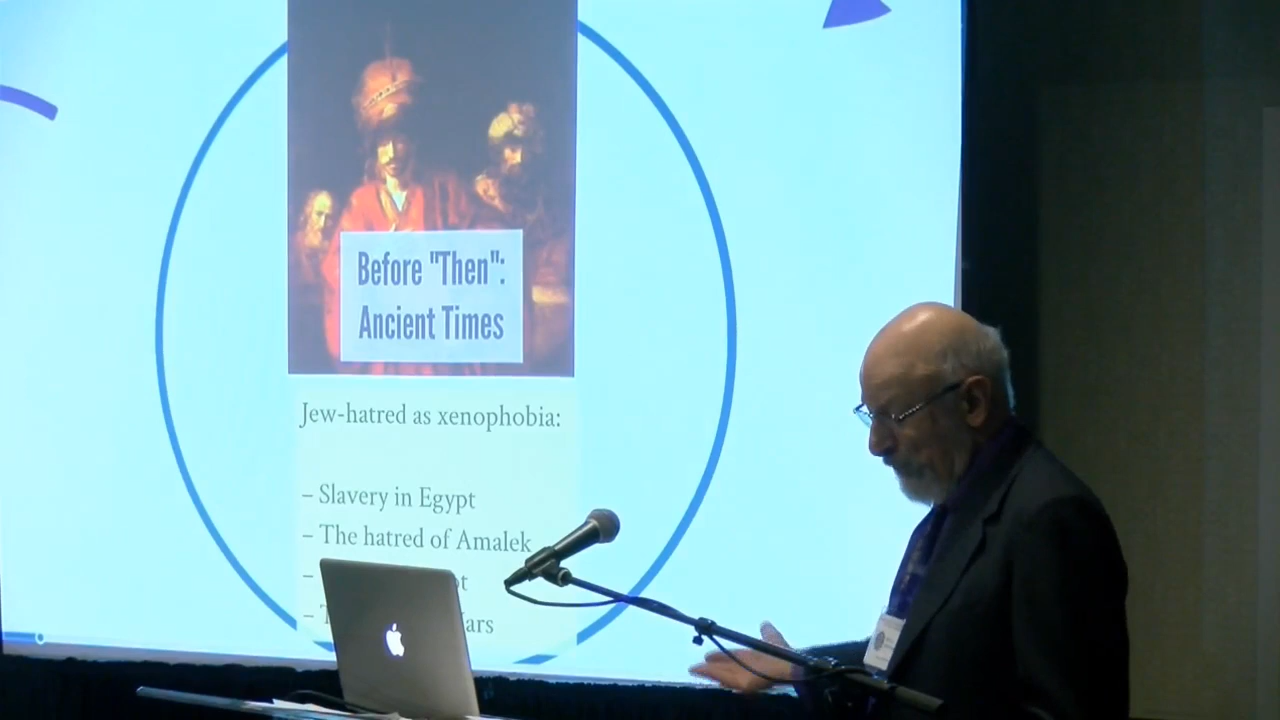 Before "Then":
Ancient Times
Jew-hatred as xenophobia:
– Slavery in Egypt
– The hatred of Amalek
–
–